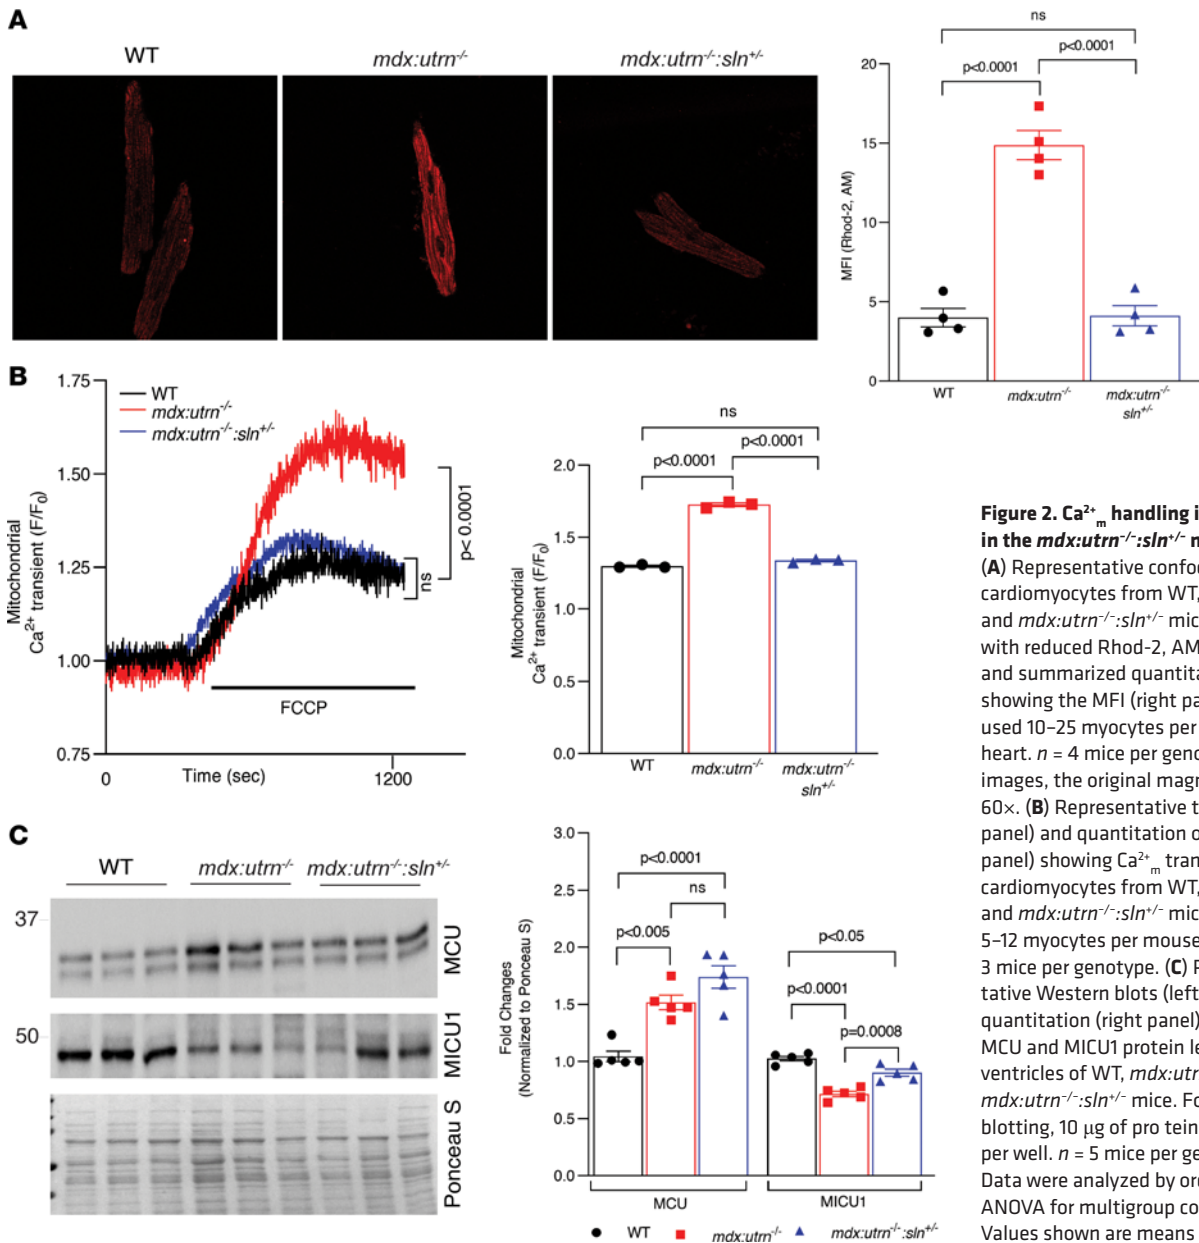 A
WT
mdx:utrn-/-
mdx:utrn-/-:sln+/-
ns
p<0.0001
p<0.0001
20
15
10
5
0
MFI (Rhod-2, AM)
WT
mdx:utrn-/-
mdx:utrn-/-
sln+/-
B
1.75
1.50
1.25
1.00
0.75
Mitochondrial
Ca2+ transient (F/F0)
WT
mdx:utrn-/-
mdx:utrn-/-:sln+/-
p< 0.0001
ns
FCCP
0
Time (sec)
1200
ns
p<0.0001
p<0.0001
2.0
1.5
1.0
0.5
0.0
Mitochondrial
Ca2+ transient (F/F0)
WT
mdx:utrn-/-
mdx:utrn-/-
sln+/-
C
WT
mdx:utrn-/-
mdx:utrn-/-:sln+/-
37
MCU
50
MICU1
Ponceau S
3.0
2.5
2.0
1.5
1.0
0.5
0.0
Fold Changes
(Normalized to Ponceau S)
p<0.0001
ns
p<0.005
p<0.05
p<0.0001
p=0.0008
MCU
MICU1
WT
mdx:utrn-/-
mdx:utrn-/-:sln+/-
Figure 2. Ca2+m handling i
in the mdx:utrn-/-:sln+/- 
(A) Representative confo
cardiomyocytes from WT,
and mdx:utrn-/-:sln+/- mic
with reduced Rhod-2, AM
and summarized quantita
showing the MFI (right pa
used 10–25 myocytes per
heart. n = 4 mice per geno
images, the original magn
60×. (B) Representative t
panel) and quantitation o
panel) showing Ca2+m tran
cardiomyocytes from WT,
and mdx:utrn-/-:sln+/- mic
5–12 myocytes per mouse
3 mice per genotype. (C) 
tative Western blots (left
quantitation (right panel)
MCU and MICU1 protein le
ventricles of WT, mdx:utr
mdx:utrn-/-:sln+/- mice. Fo
blotting, 10 μg of pro tein
per well. n = 5 mice per ge
Data were analyzed by or
ANOVA for multigroup co
Values shown are means